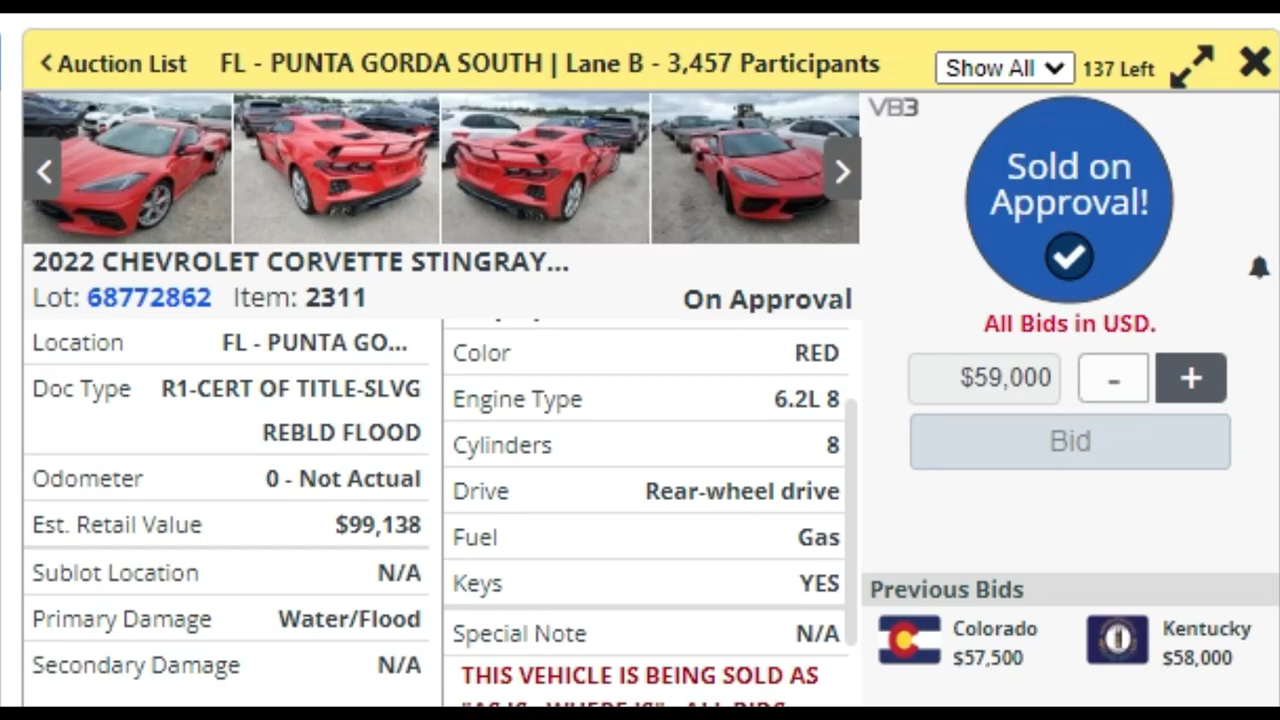 Auction List FL - PUNTA GORDA SOUTH | Lane B - 3,457 Participants Show All 137 Left
VB3
Sold on
Approval!
2022 CHEVROLET CORVETTE STINGRAY...
Lot: 68772862 Item: 2311 On Approval
All Bids in USD.
Location FL - PUNTA GO...
Doc Type R1-CERT OF TITLE-SLVG
REBLD FLOOD
Odometer 0 - Not Actual
Est. Retail Value $99,138
Sublot Location N/A
Primary Damage Water/Flood
Secondary Damage N/A
Color RED
Engine Type 6.2L 8
Cylinders 8
Drive Rear-wheel drive
Fuel Gas
Keys YES
Special Note N/A
THIS VEHICLE IS BEING SOLD AS
$59,000 - +
Bid
Previous Bids
Colorado
$57,500
Kentucky
$58,000